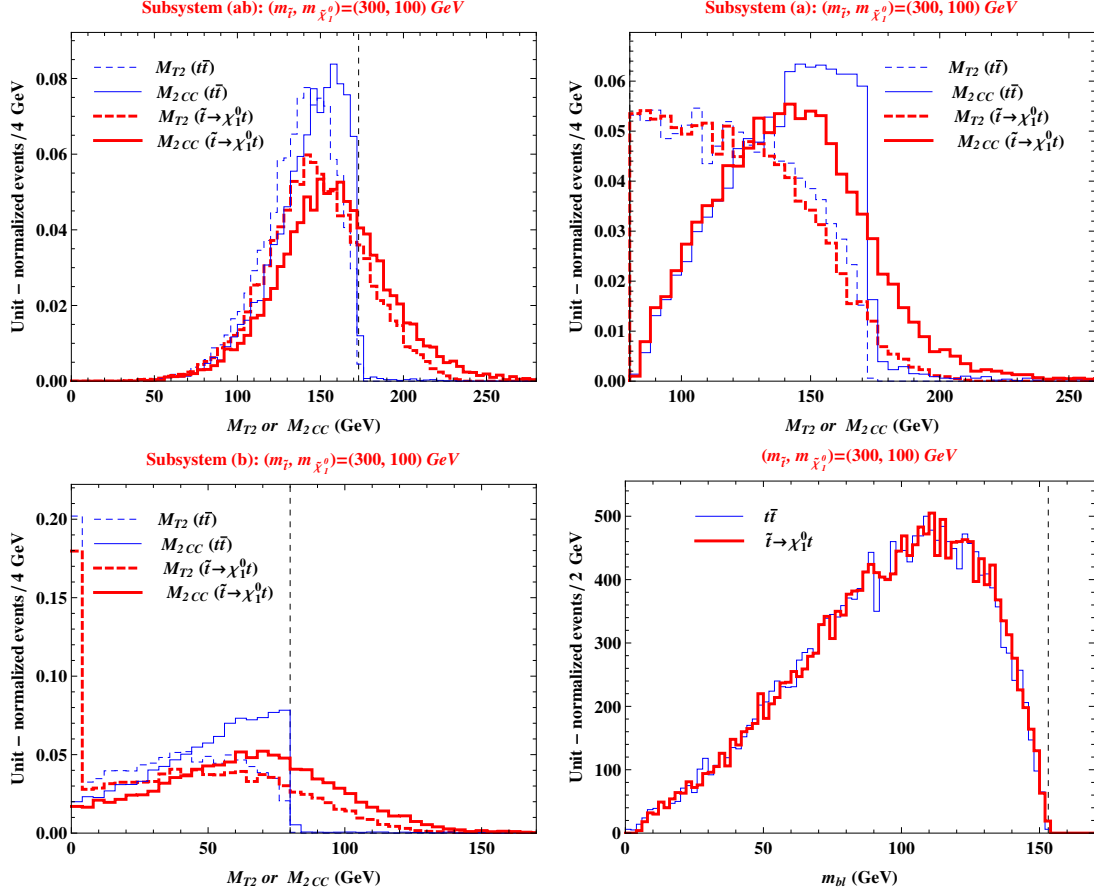 Subsystem (ab): (m_t̃, m_χ̃₁⁰)=(300, 100) GeV
Unit − normalized events / 4 GeV
0.08
0.06
0.04
0.02
0.00
M_T2 (tt̄)
M_2CC (tt̄)
M_T2 (t̃→χ₁⁰t)
M_2CC (t̃→χ₁⁰t)
0 50 100 150 200 250
M_T2 or M_2CC (GeV)
Subsystem (a): (m_t̃, m_χ̃₁⁰)=(300, 100) GeV
Unit − normalized events / 4 GeV
0.06
0.05
0.04
0.03
0.02
0.01
0.00
M_T2 (tt̄)
M_2CC (tt̄)
M_T2 (t̃→χ₁⁰t)
M_2CC (t̃→χ₁⁰t)
100 150 200 250
M_T2 or M_2CC (GeV)
Subsystem (b): (m_t̃, m_χ̃₁⁰)=(300, 100) GeV
Unit − normalized events / 4 GeV
0.20
0.15
0.10
0.05
0.00
M_T2 (tt̄)
M_2CC (tt̄)
M_T2 (t̃→χ₁⁰t)
M_2CC (t̃→χ₁⁰t)
0 50 100 150
M_T2 or M_2CC (GeV)
(m_t̃, m_χ̃₁⁰)=(300, 100) GeV
Unit − normalized events / 2 GeV
500
400
300
200
100
0
tt̄
t̃→χ₁⁰t
0 50 100 150
m_bl (GeV)